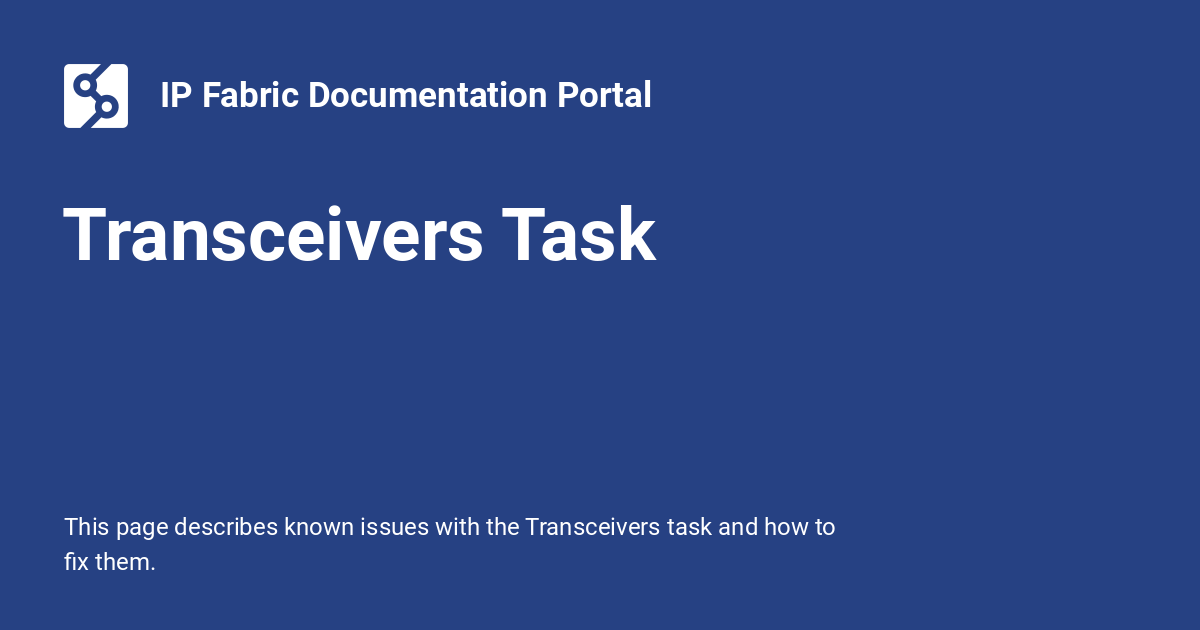 IP Fabric Documentation Portal
Transceivers Task
This page describes known issues with the Transceivers task and how to
fix them.